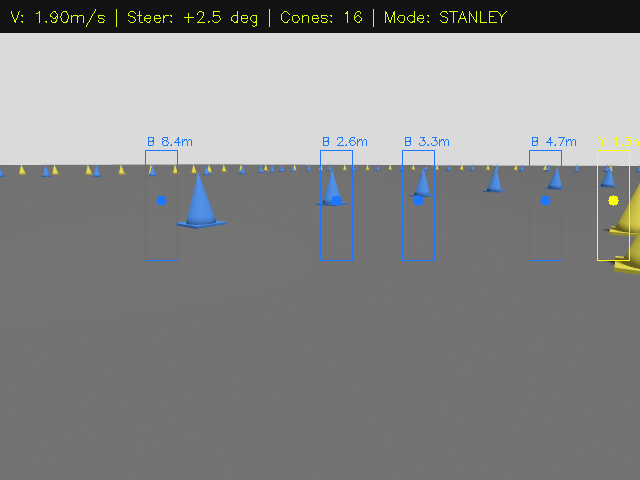 V: 1.90m/s | Steer: +2.5 deg | Cones: 16 | Mode: STANLEY
B 8.4m
B 2.6m
B 3.3m
B 4.7m